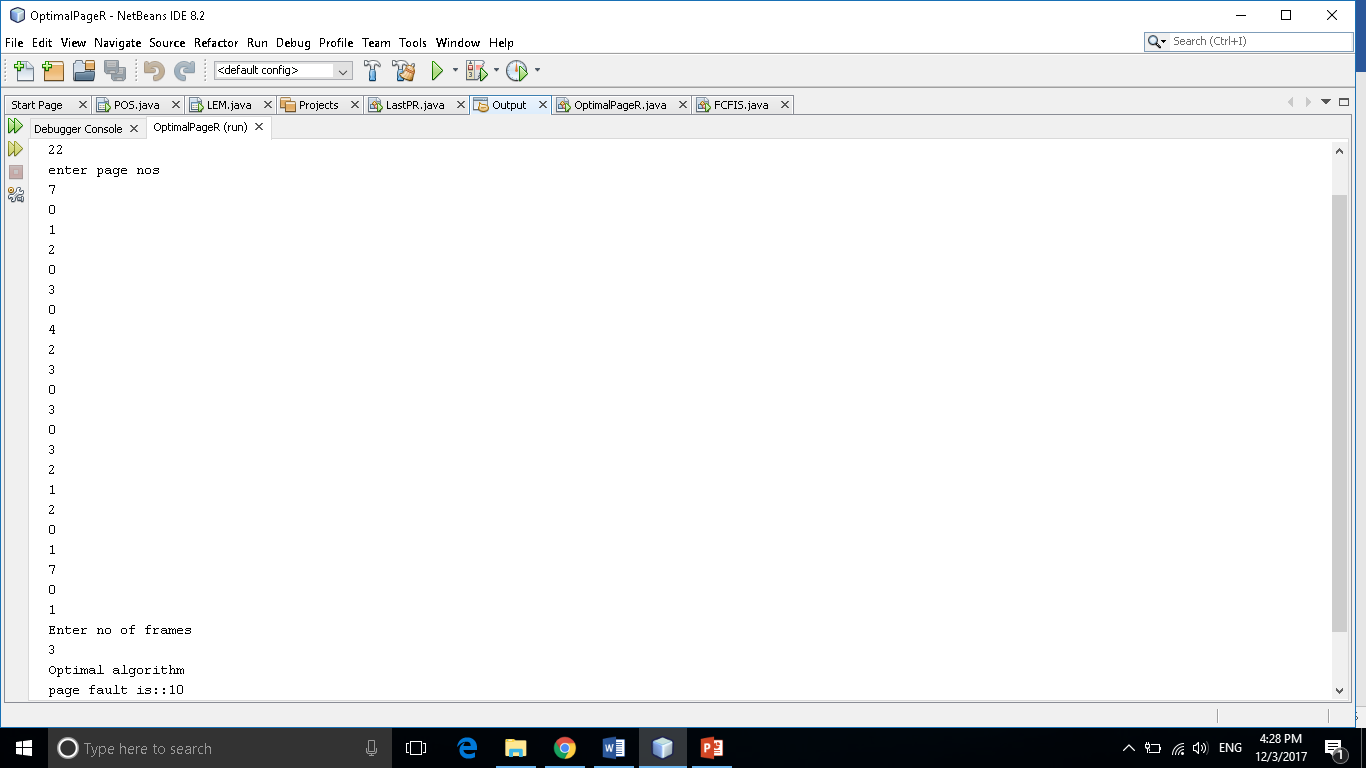 OptimalPageR - NetBeans IDE 8.2
File Edit View Navigate Source Refactor Run Debug Profile Team Tools Window Help
Search (Ctrl+I)
<default config>
Start Page POS.java LEM.java Projects LastPR.java Output OptimalPageR.java FCFIS.java
Debugger Console OptimalPageR (run)
22
enter page nos
7
0
1
2
0
3
0
4
2
3
0
3
0
3
2
1
2
0
1
7
0
1
Enter no of frames
3
Optimal algorithm
page fault is::10
Type here to search
ENG
4:28 PM
12/3/2017
1